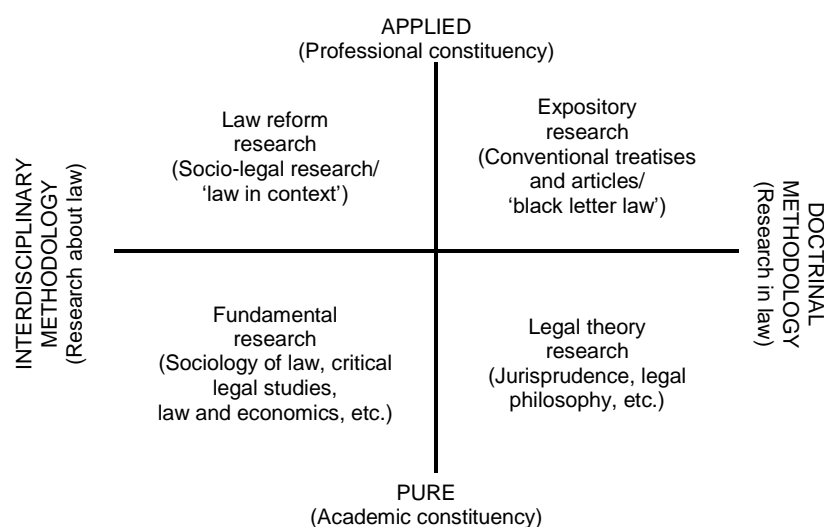 APPLIED
(Professional constituency)
Law reform
research
(Socio-legal research/
‘law in context’)
Expository
research
(Conventional treatises
and articles/
‘black letter law’)
INTERDISCIPLINARY
METHODOLOGY
(Research about law)
DOCTRINAL
METHODOLOGY
(Research in law)
Fundamental
research
(Sociology of law, critical
legal studies,
law and economics, etc.)
Legal theory
research
(Jurisprudence, legal
philosophy, etc.)
PURE
(Academic constituency)